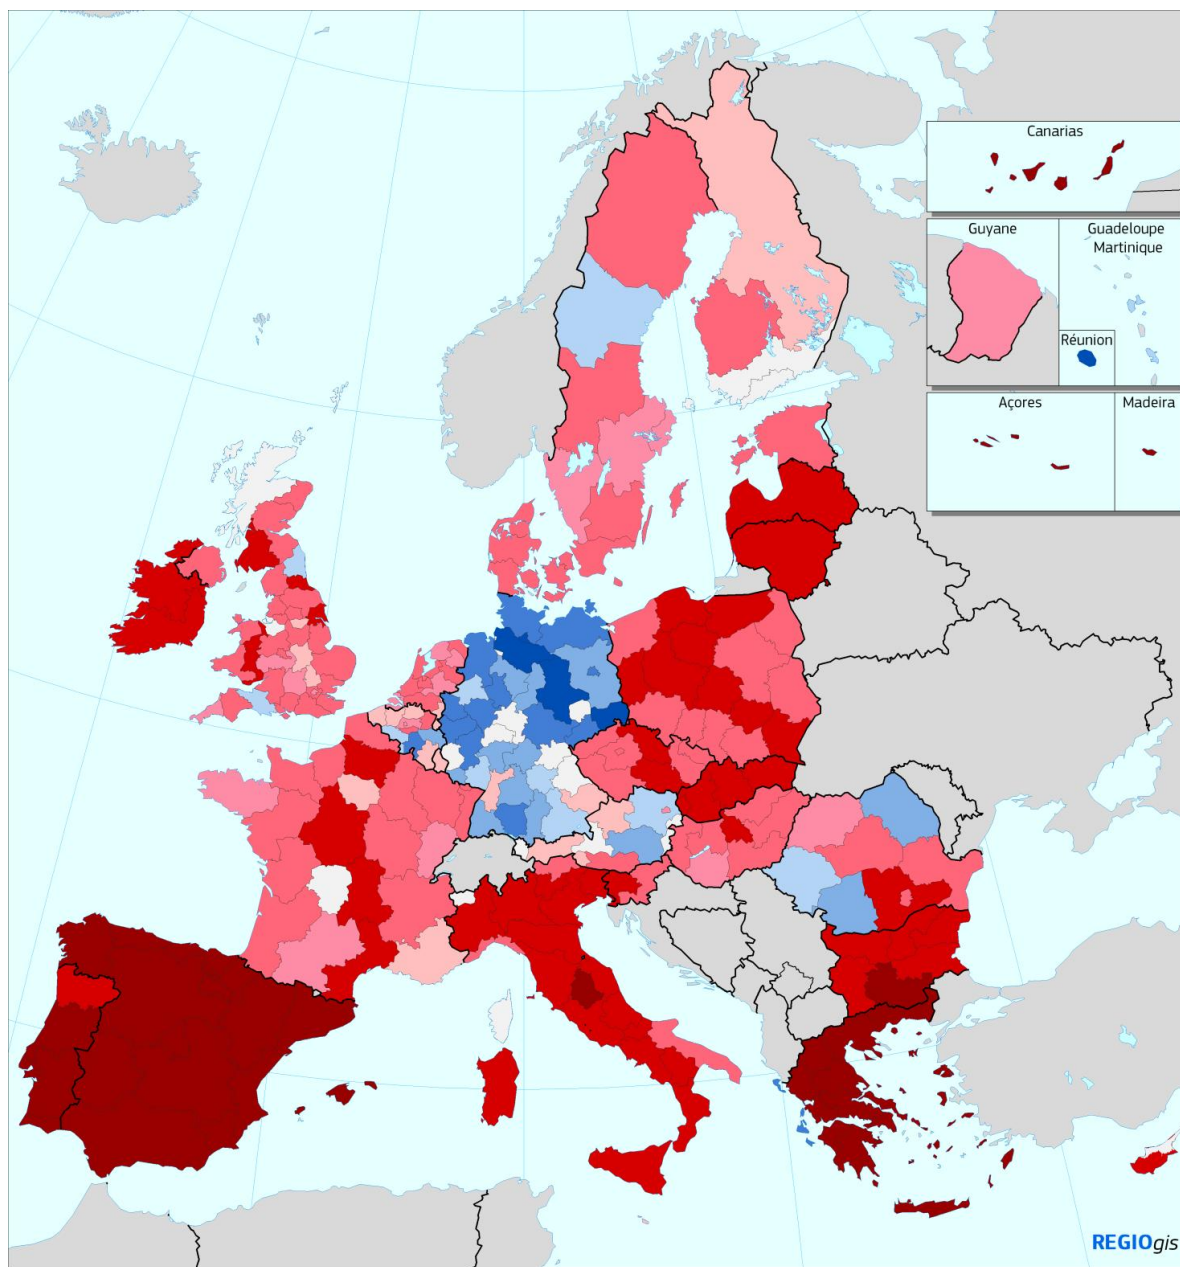 Canarias
Guyane
Guadeloupe
Martinique
Réunion
Açores
Madeira
REGIOgis